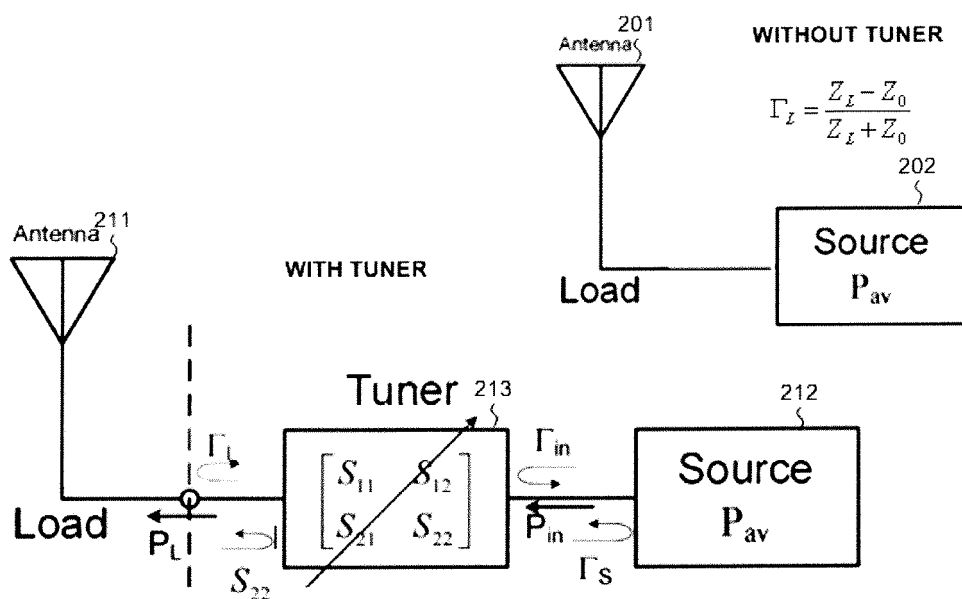 Antenna 201
WITHOUT TUNER
Γ_L = (Z_L − Z_0) / (Z_L + Z_0)
202
Source
P_av
Load
Antenna 211
WITH TUNER
Tuner
213
212
Γ_L
Γ_in
S_11 S_12
S_21 S_22
Source
P_av
Load
P_L
P_in
S_22
Γ_S